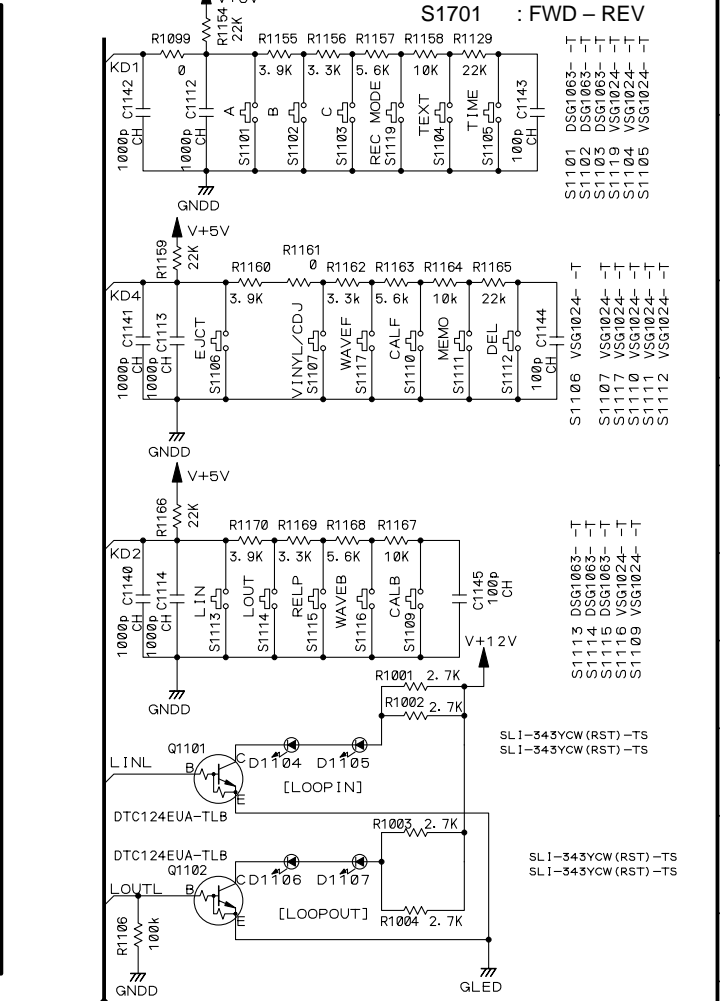 S1701 : FWD – REV
R1154
22K
R1099
0
R1155
3.9K
R1156
3.3K
R1157
5.6K
R1158
10K
R1129
22K
KD1
C1142
1000p
CH
C1112
1000p
CH
A
S1101
B
S1102
C
S1103
REC MODE
S1119
TEXT
S1104
TIME
S1105
C1143
100p
CH
GNDD
S1101 DSG1063- -T
S1102 DSG1063- -T
S1103 DSG1063- -T
S1119 VSG1024- -T
S1104 VSG1024- -T
S1105 VSG1024- -T
V+5V
R1159
22K
R1160
3.9K
R1161
0
R1162
3.3k
R1163
5.6k
R1164
10k
R1165
22k
KD4
C1141
1000p
CH
C1113
1000p
CH
EJCT
S1106
VINYL/CDJ
S1107
WAVEF
S1117
CALF
S1110
MEMO
S1111
DEL
S1112
C1144
100p
CH
GNDD
S1106 VSG1024- -T
S1107 VSG1024- -T
S1117 VSG1024- -T
S1110 VSG1024- -T
S1111 VSG1024- -T
S1112 VSG1024- -T
V+5V
R1166
22K
R1170
3.9K
R1169
3.3K
R1168
5.6K
R1167
10K
KD2
C1140
1000p
CH
C1114
1000p
CH
LIN
S1113
LOUT
S1114
RELP
S1115
WAVEB
S1116
CALB
S1109
C1145
100p
CH
GNDD
S1113 DSG1063- -T
S1114 DSG1063- -T
S1115 DSG1063- -T
S1116 VSG1024- -T
S1109 VSG1024- -T
V+12V
R1001 2.7K
R1002 2.7K
SLI-343YCW(RST)-TS
SLI-343YCW(RST)-TS
LINL
Q1101
B
C
E
D1104
D1105
[LOOPIN]
DTC124EUA-TLB
R1003 2.7K
DTC124EUA-TLB
Q1102
LOUTL
B
C
E
D1106
D1107
[LOOPOUT]
R1004 2.7K
SLI-343YCW(RST)-TS
SLI-343YCW(RST)-TS
R1106
100k
GNDD
GLED